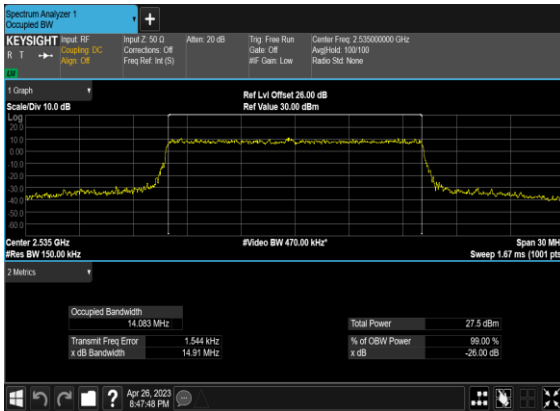 Spectrum Analyzer 1
Occupied BW
+
KEYSIGHT Input: RF Input Z: 50 Ω Atten: 20 dB Trig: Free Run Center Freq: 2.535000000 GHz
R T Coupling: DC Corrections: Off Gate: Off Avg|Hold: 100/100
Align: Off Freq Ref: Int (S) #IF Gain: Low Radio Std: None
LXI
1 Graph Ref Lvl Offset 26.00 dB
Scale/Div 10.0 dB Ref Value 30.00 dBm
Log
20.0
10.0
0.00
-10.0
-20.0
-30.0
-40.0
-50.0
-60.0
Center 2.535 GHz #Video BW 470.00 kHz* Span 30 MH
#Res BW 150.00 kHz Sweep 1.67 ms (1001 pts
2 Metrics
Occupied Bandwidth
14.083 MHz Total Power 27.5 dBm
Transmit Freq Error 1.544 kHz % of OBW Power 99.00 %
x dB Bandwidth 14.91 MHz x dB -26.00 dB
? Apr 26, 2023
8:47:48 PM